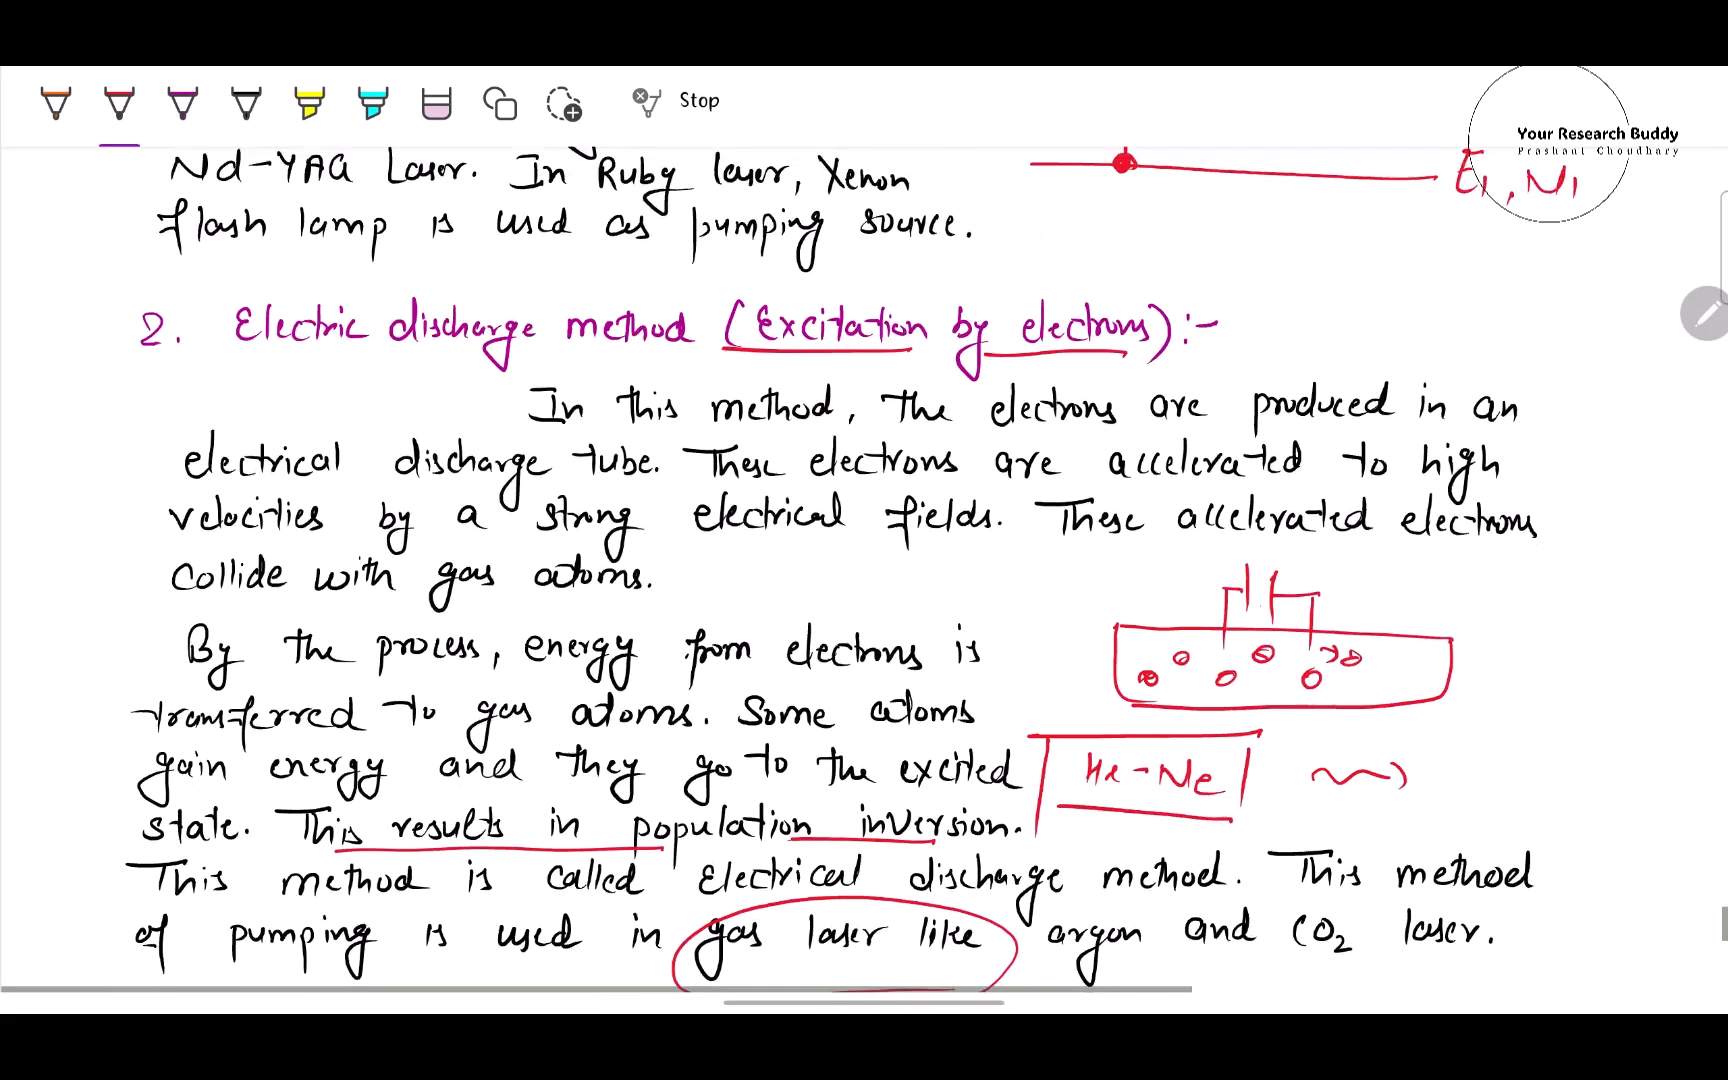 Stop
Your Research Buddy
Prashant Choudhary
Nd-YAG Laser. In Ruby laser, Xenon
flash lamp is used as pumping source.
E1, N1
2. Electric discharge method (Excitation by electrons):-
In this method, the electrons are produced in an
electrical discharge tube. These electrons are accelerated to high
velocities by a strong electrical fields. These accelerated electrons
collide with gas atoms.
By the process, energy from electrons is
transferred to gas atoms. Some atoms
gain energy and they go to the excited
state. This results in population inversion.
He-Ne
This method is called Electrical discharge method. This method
of pumping is used in gas laser like argon and CO2 laser.